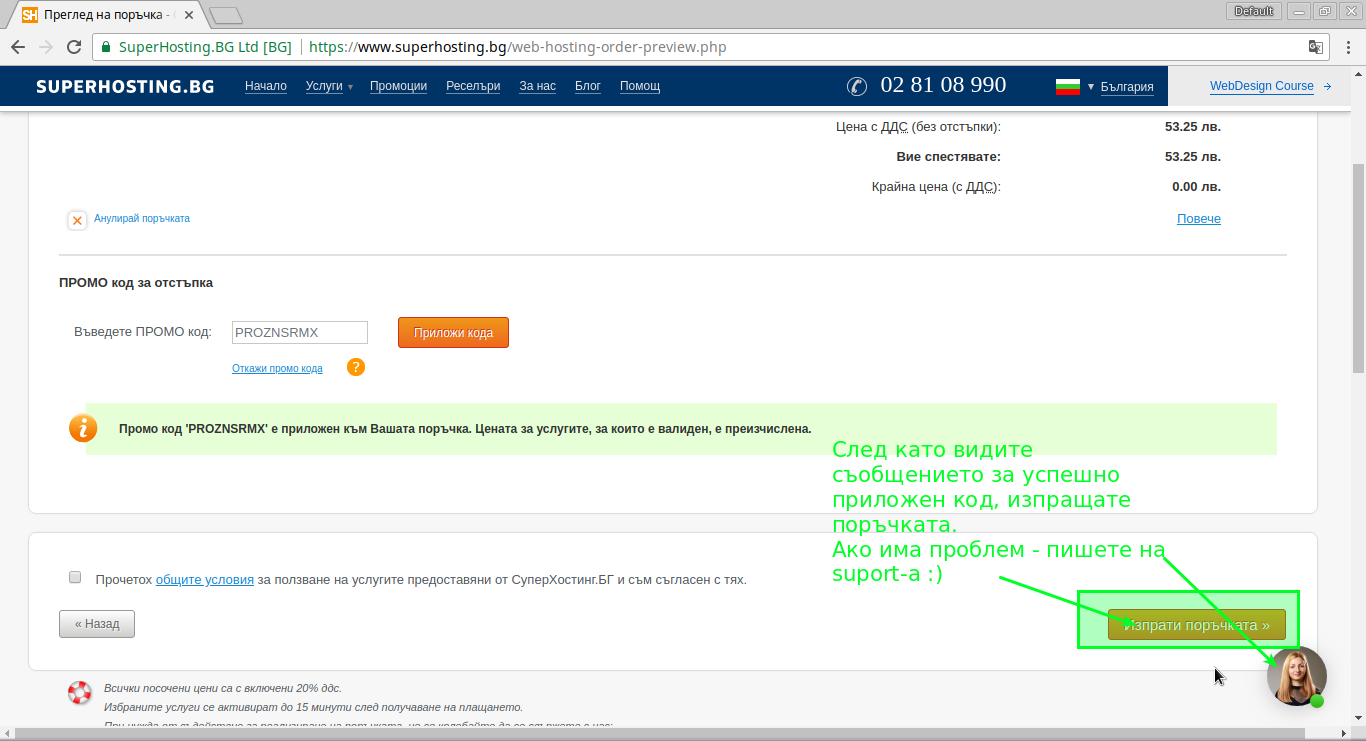 Преглед на поръчка -
Default
SuperHosting.BG Ltd [BG]
https://www.superhosting.bg/web-hosting-order-preview.php
SUPERHOSTING.BG
Начало Услуги Промоции Реселъри За нас Блог Помощ
02 81 08 990
България
WebDesign Course
Цена с ДДС (без отстъпки): 53.25 лв.
Вие спестявате: 53.25 лв.
Крайна цена (с ДДС): 0.00 лв.
Анулирай поръчката
Повече
ПРОМО код за отстъпка
Въведете ПРОМО код: PROZNSRMX Приложи кода
Откажи промо кода ?
Промо код 'PROZNSRMX' е приложен към Вашата поръчка. Цената за услугите, за които е валиден, е преизчислена.
След като видите
съобщението за успешно
приложен код, изпращате
поръчката.
Ако има проблем - пишете на
suport-а :)
Прочетох общите условия за ползване на услугите предоставяни от СуперХостинг.БГ и съм съгласен с тях.
« Назад
Изпрати поръчката »
Всички посочени цени са с включени 20% ддс.
Избраните услуги се активират до 15 минути след получаване на плащането.